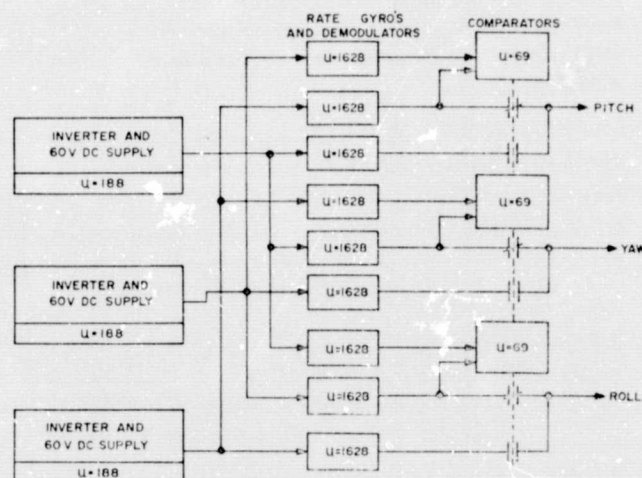 RATE GYRO'S
AND DEMODULATORS
COMPARATORS
U=1628
U=69
U=1628
PITCH
INVERTER AND
60V DC SUPPLY
U=188
U=1628
U=1628
U=69
U=1628
YAW
INVERTER AND
60V DC SUPPLY
U=188
U=1628
U=1628
U=69
U=1628
ROLL
INVERTER AND
60V DC SUPPLY
U=188
U=1628